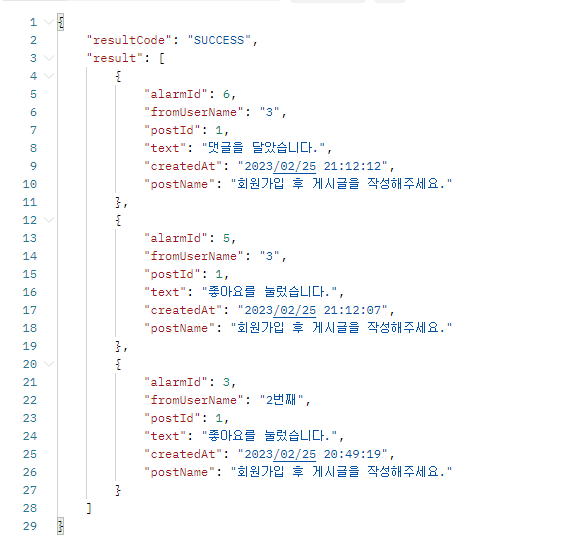 1 {
2 "resultCode": "SUCCESS",
3 "result": [
4 {
5 "alarmId": 6,
6 "fromUserName": "3",
7 "postId": 1,
8 "text": "댓글을 달았습니다.",
9 "createdAt": "2023/02/25 21:12:12",
10 "postName": "회원가입 후 게시글을 작성해주세요."
11 },
12 {
13 "alarmId": 5,
14 "fromUserName": "3",
15 "postId": 1,
16 "text": "좋아요를 눌렀습니다.",
17 "createdAt": "2023/02/25 21:12:07",
18 "postName": "회원가입 후 게시글을 작성해주세요."
19 },
20 {
21 "alarmId": 3,
22 "fromUserName": "2번째",
23 "postId": 1,
24 "text": "좋아요를 눌렀습니다.",
25 "createdAt": "2023/02/25 20:49:19",
26 "postName": "회원가입 후 게시글을 작성해주세요."
27 }
28 ]
29 }